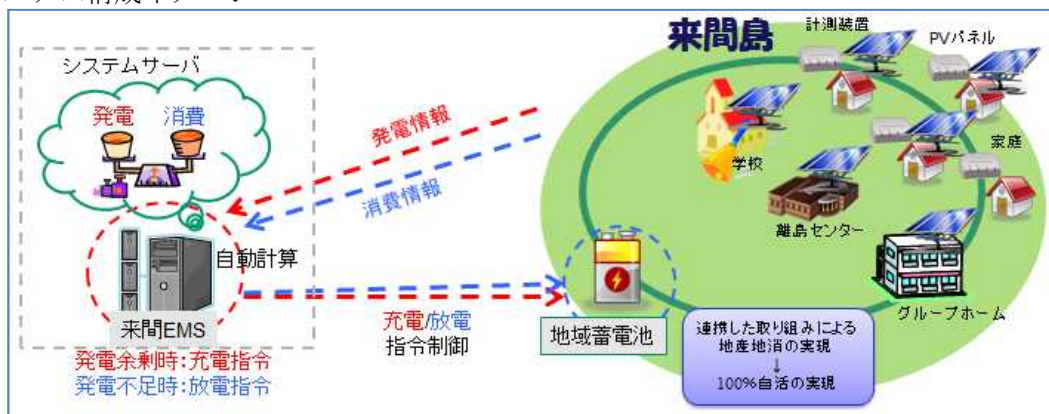 システムサーバ
発電
消費
自動計算
来間EMS
発電余剰時:充電指令
発電不足時:放電指令
発電情報
消費情報
充電/放電
指令制御
来間島
計測装置
PVパネル
家庭
学校
離島センター
グループホーム
地域蓄電池
連携した取り組みによる
地産地消の実現
↓
100%自活の実現